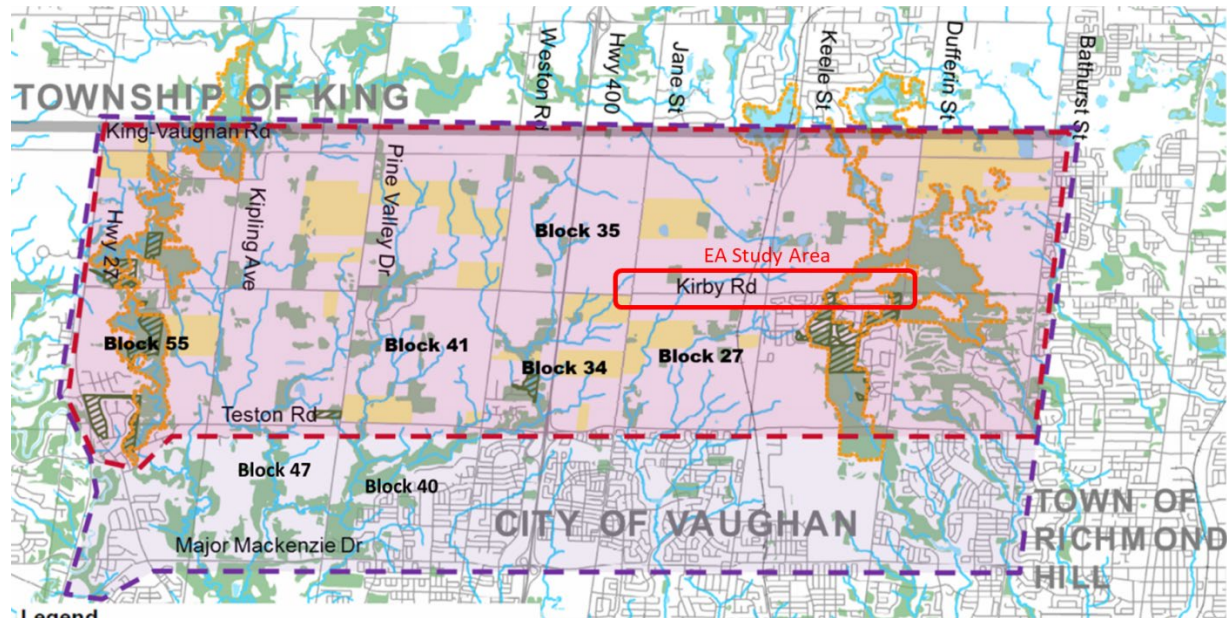 Weston Rd
Hwy 400
Jane St
Keele St
Dufferin St
Bathurst St
TOWNSHIP OF KING
King-Vaughan Rd
Hwy 27
Kipling Ave
Pine Valley Dr
Block 35
EA Study Area
Kirby Rd
Block 55
Block 41
Block 34
Block 27
Teston Rd
Block 47
Block 40
CITY OF VAUGHAN
TOWN OF
RICHMOND
HILL
Major Mackenzie Dr
Legend